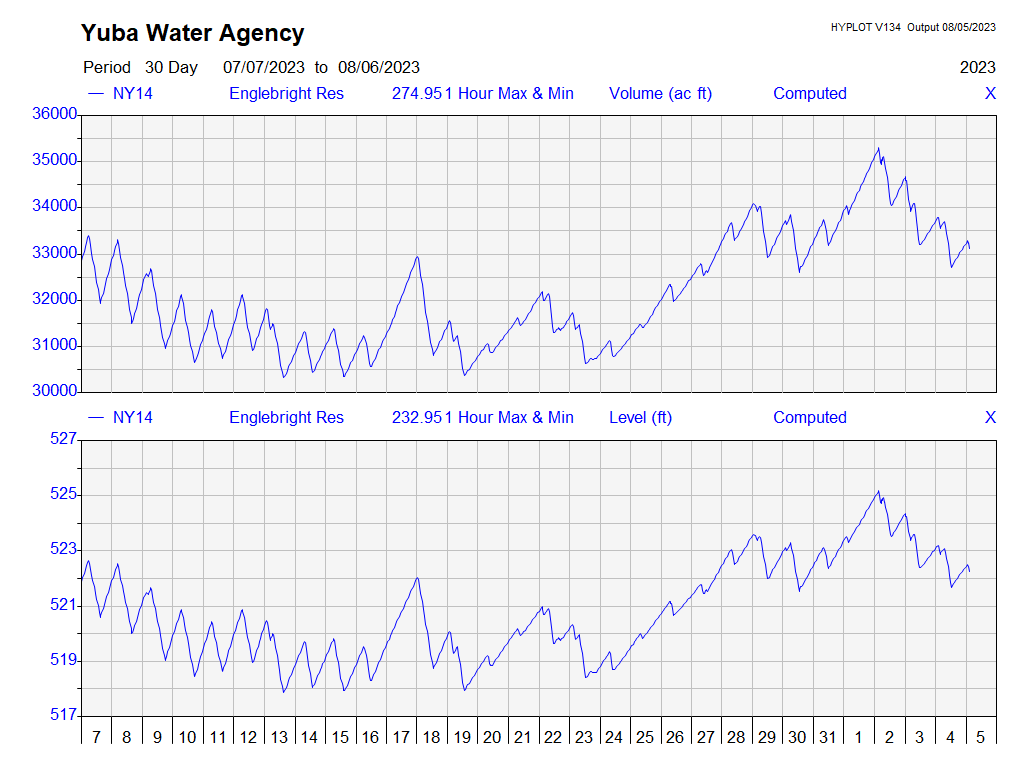 Yuba Water Agency
HYPLOT V134 Output 08/05/2023
Period 30 Day 07/07/2023 to 08/06/2023 2023
NY14 Englebright Res 274.951 Hour Max & Min Volume (ac ft) Computed X
36000
35000
34000
33000
32000
31000
30000
NY14 Englebright Res 232.951 Hour Max & Min Level (ft) Computed X
527
525
523
521
519
517
7 8 9 10 11 12 13 14 15 16 17 18 19 20 21 22 23 24 25 26 27 28 29 30 31 1 2 3 4 5